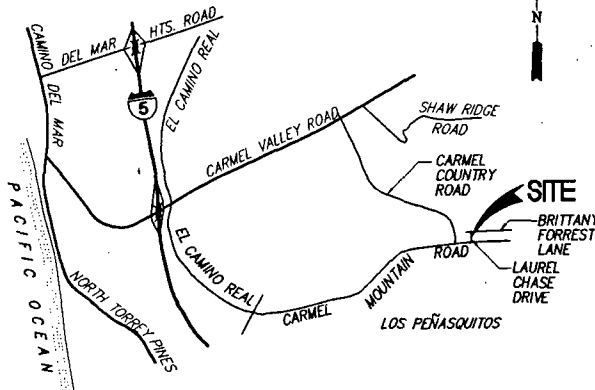 N
CAMINO DEL MAR
DEL MAR HTS. ROAD
EL CAMINO REAL
5
CARMEL VALLEY ROAD
SHAW RIDGE
ROAD
CARMEL
COUNTRY
ROAD
SITE
BRITTANY
FORREST
LANE
LAUREL
CHASE
DRIVE
EL CAMINO REAL
CARMEL MOUNTAIN ROAD
LOS PEÑASQUITOS
NORTH TORREY PINES
PACIFIC OCEAN